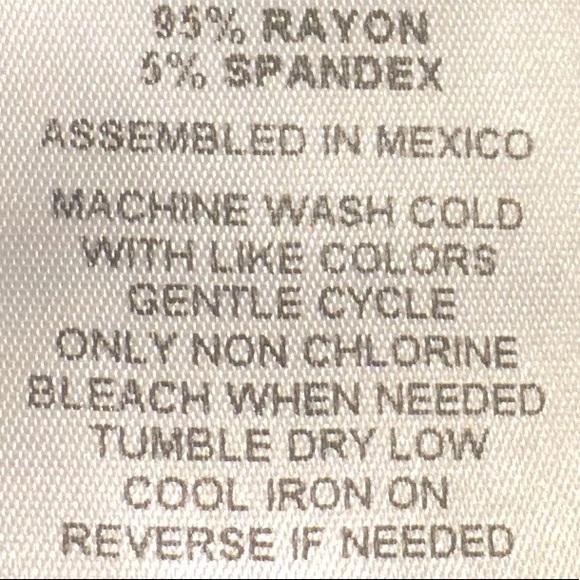 95% RAYON
5% SPANDEX
ASSEMBLED IN MEXICO
MACHINE WASH COLD
WITH LIKE COLORS
GENTLE CYCLE
ONLY NON CHLORINE
BLEACH WHEN NEEDED
TUMBLE DRY LOW
COOL IRON ON
REVERSE IF NEEDED